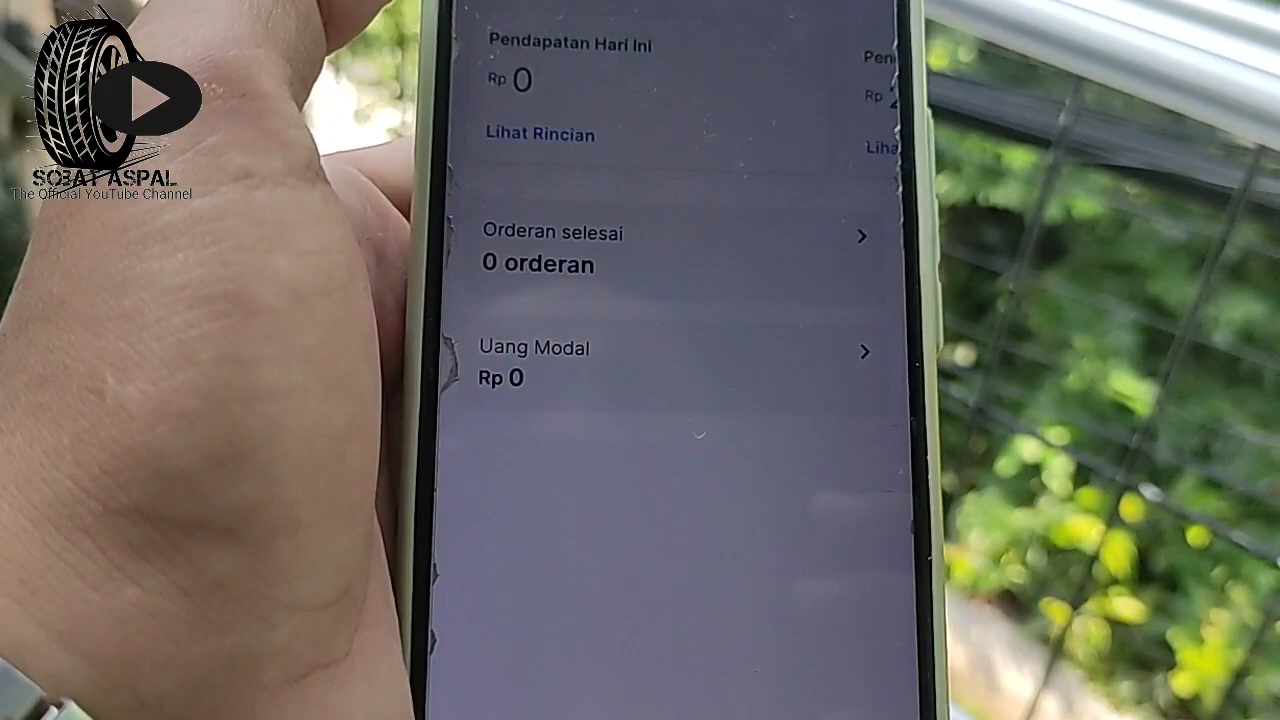 Pendapatan Hari Ini
Rp 0
Lihat Rincian
Rp
Orderan selesai
0 orderan
Uang Modal
Rp 0
SOBAT ASPAL
The Official YouTube Channel